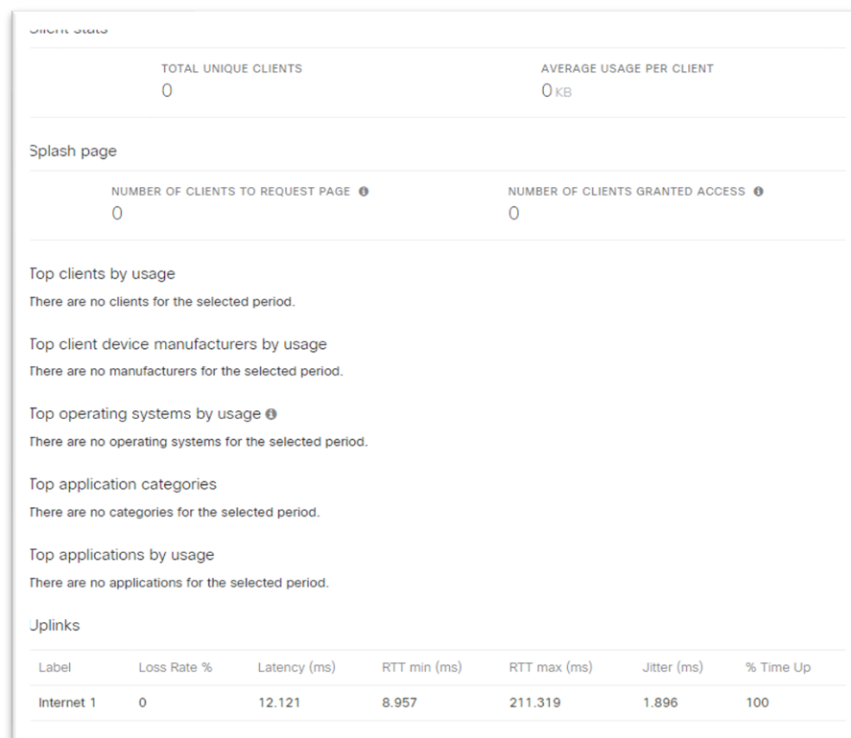 Client stats
TOTAL UNIQUE CLIENTS AVERAGE USAGE PER CLIENT
0 0 KB
Splash page
NUMBER OF CLIENTS TO REQUEST PAGE NUMBER OF CLIENTS GRANTED ACCESS
0 0
Top clients by usage
There are no clients for the selected period.
Top client device manufacturers by usage
There are no manufacturers for the selected period.
Top operating systems by usage
There are no operating systems for the selected period.
Top application categories
There are no categories for the selected period.
Top applications by usage
There are no applications for the selected period.
Uplinks
Label Loss Rate % Latency (ms) RTT min (ms) RTT max (ms) Jitter (ms) % Time Up
Internet 1 0 12.121 8.957 211.319 1.896 100